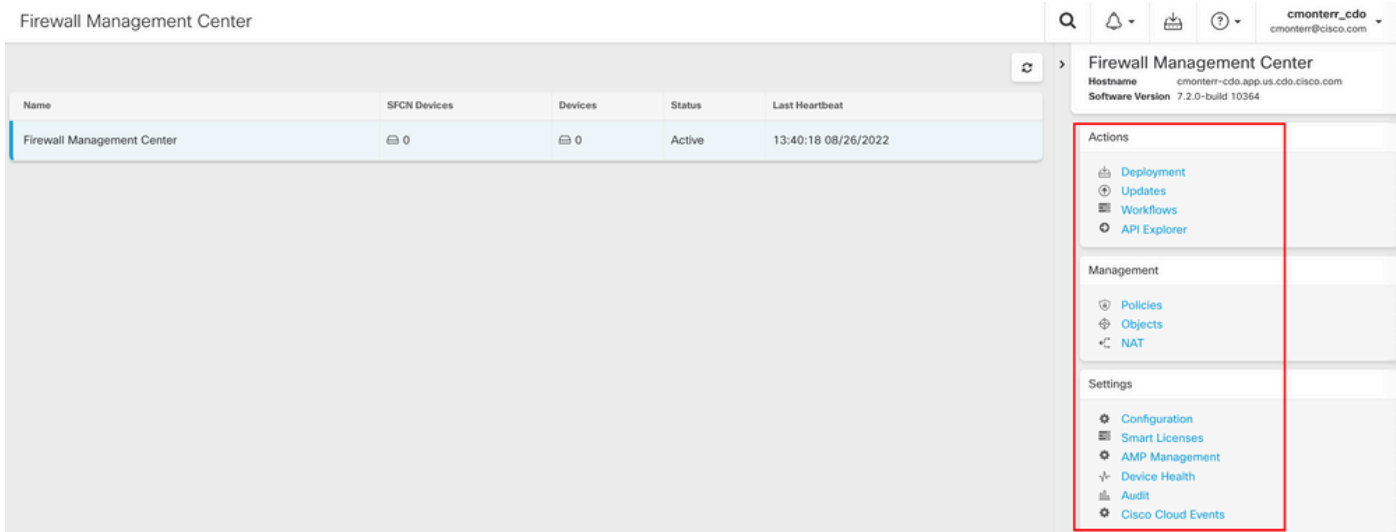 Firewall Management Center
cmonterr_cdo
cmonterr@cisco.com
Name SFCN Devices Devices Status Last Heartbeat
Firewall Management Center 0 0 Active 13:40:18 08/26/2022
Firewall Management Center
Hostname cmonterr-cdo.app.us.cdo.cisco.com
Software Version 7.2.0-build 10364
Actions
Deployment
Updates
Workflows
API Explorer
Management
Policies
Objects
NAT
Settings
Configuration
Smart Licenses
AMP Management
Device Health
Audit
Cisco Cloud Events